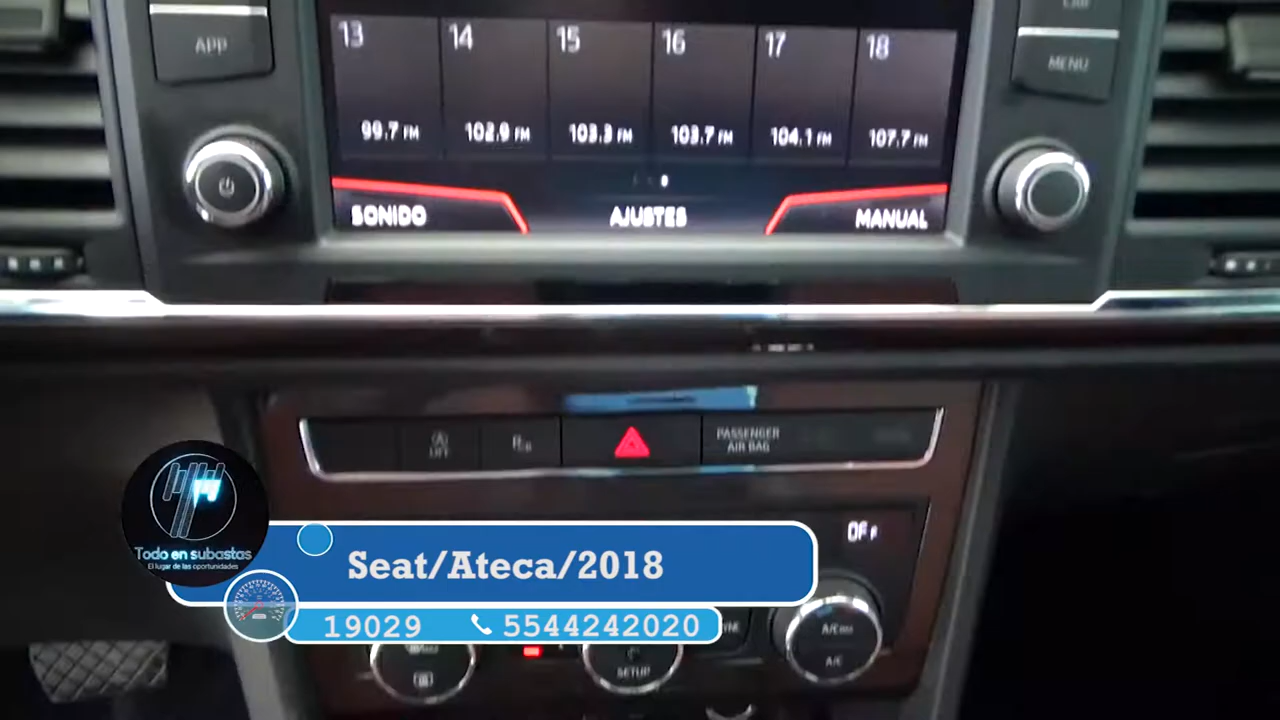 APP
MENU
13 14 15 16 17 18
99.7 FM 102.9 FM 103.3 FM 103.7 FM 104.1 FM 107.7 FM
SONIDO AJUSTES MANUAL
OFF
PASSENGER
AIR BAG
Todo en subastas
El lugar de las oportunidades
Seat/Ateca/2018
19029 5544242020
SETUP
A/C